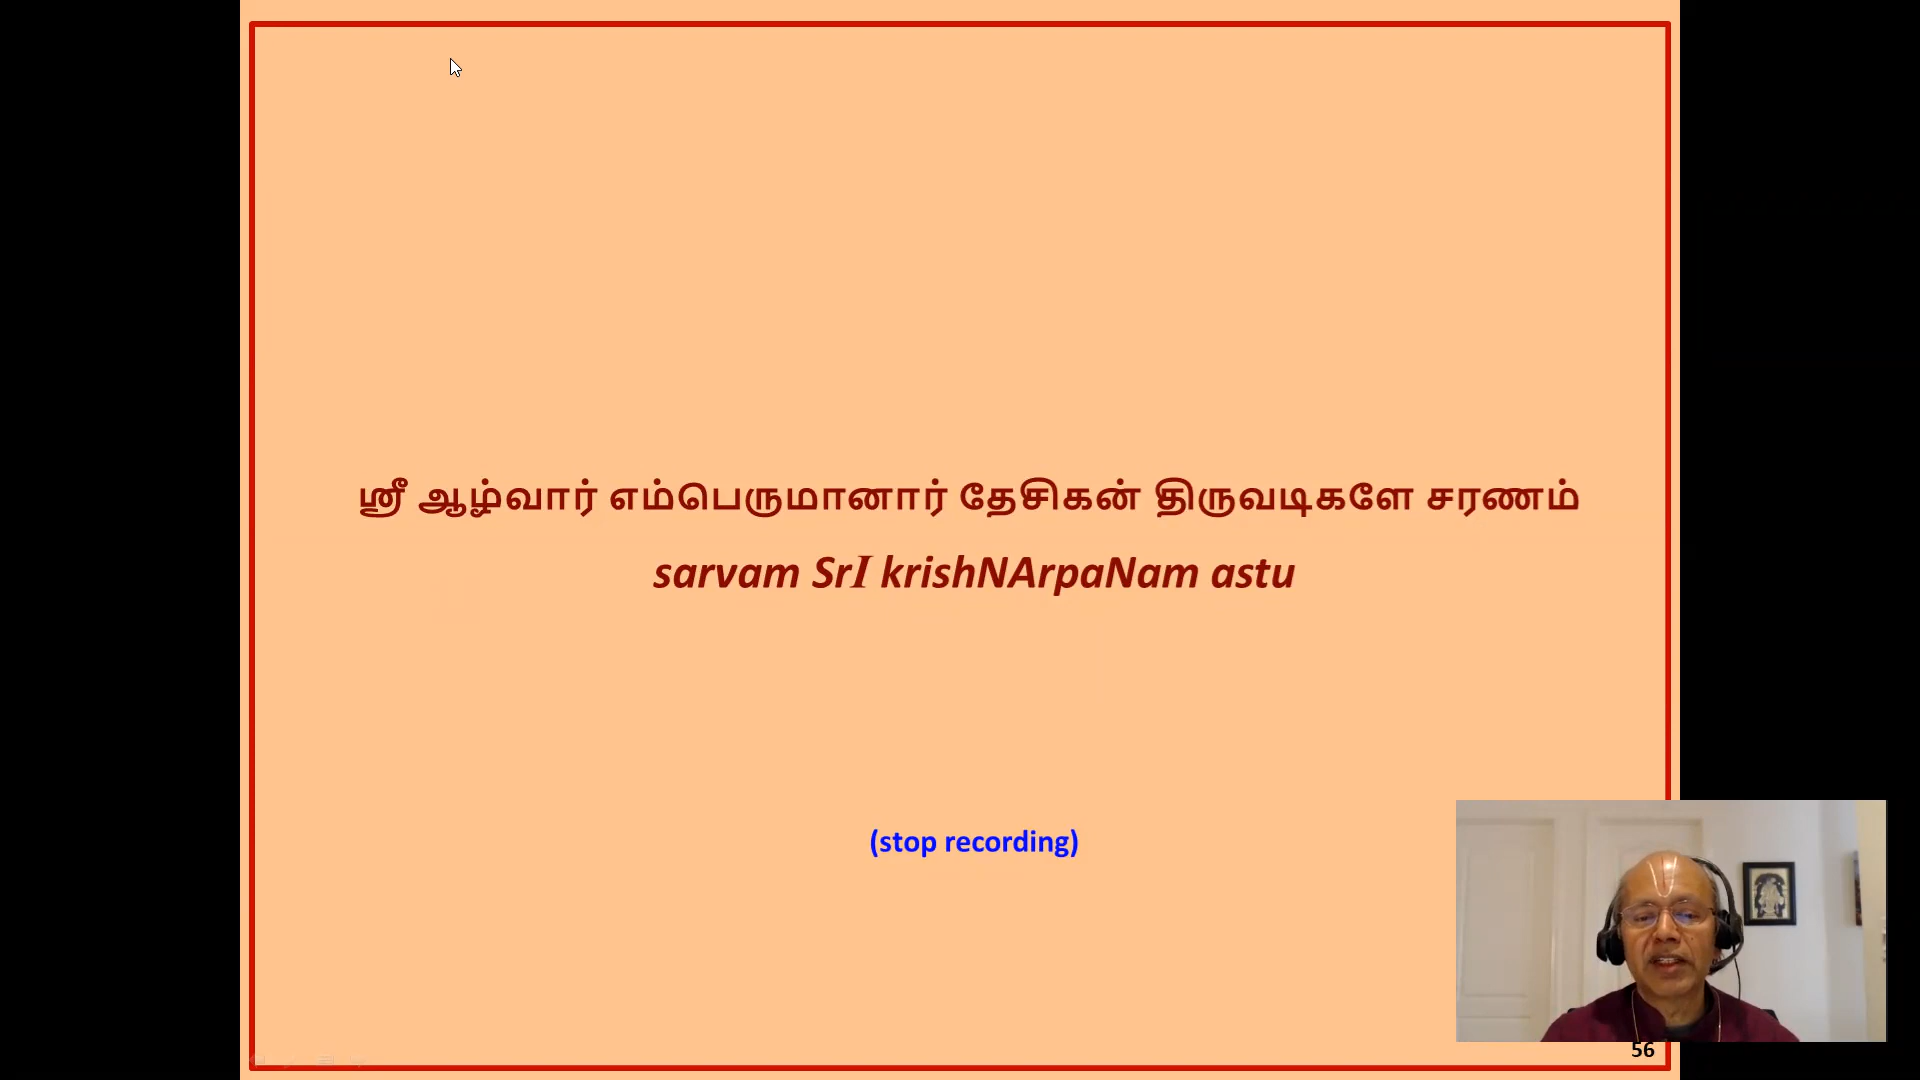 ஸ்ரீ ஆழ்வார் எம்பெருமானார் தேசிகன் திருவடிகளே சரணம்
sarvam SrI krishNArpaNam astu
(stop recording)
56